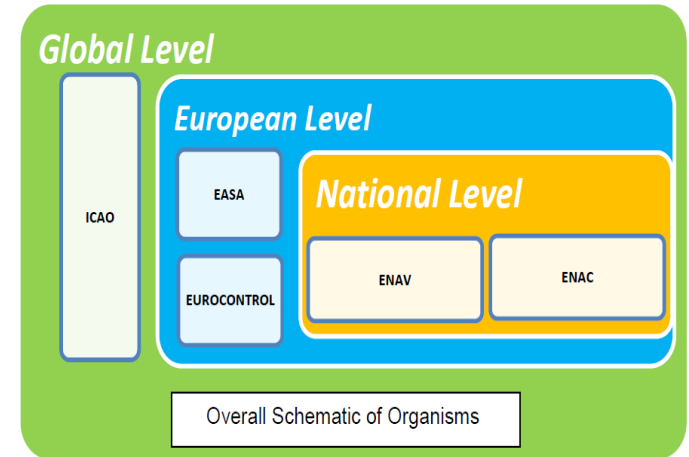 Global Level
ICAO
European Level
EASA
EUROCONTROL
National Level
ENAV
ENAC
Overall Schematic of Organisms